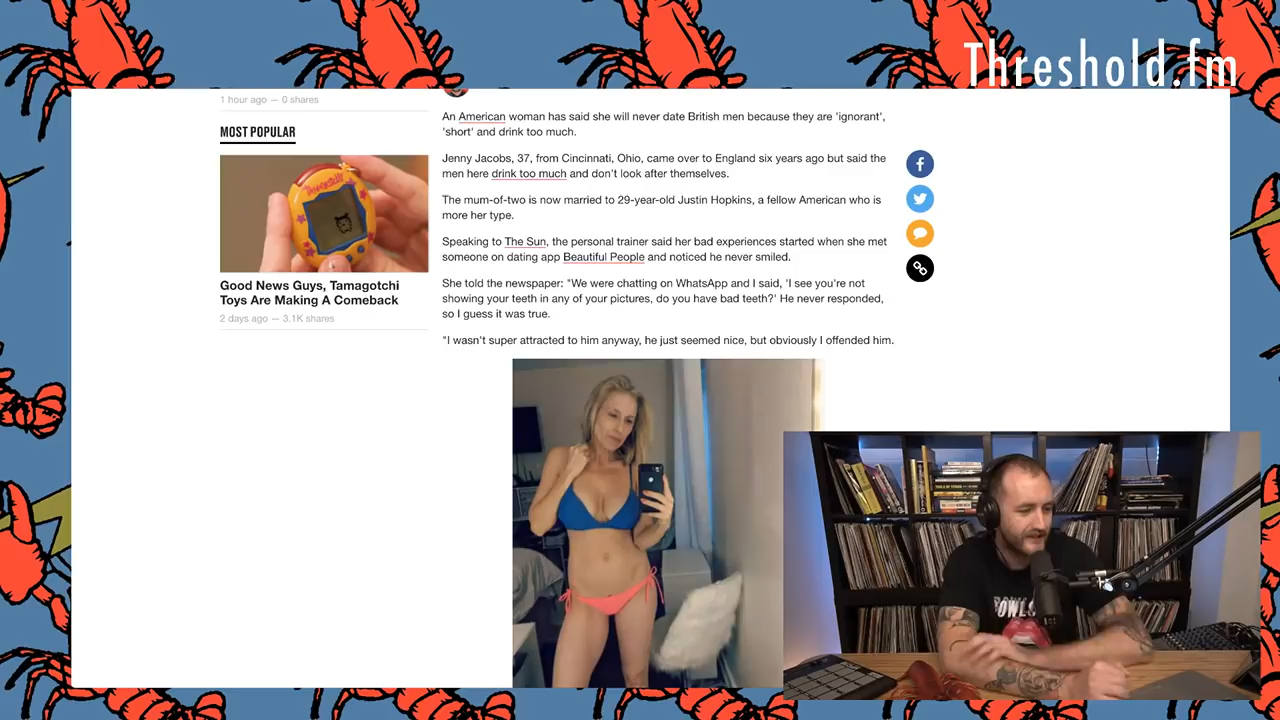 Threshold.fm
1 hour ago — 0 shares
MOST POPULAR
Good News Guys, Tamagotchi
Toys Are Making A Comeback
2 days ago — 3.1K shares
An American woman has said she will never date British men because they are 'ignorant',
'short' and drink too much.
Jenny Jacobs, 37, from Cincinnati, Ohio, came over to England six years ago but said the
men here drink too much and don't look after themselves.
The mum-of-two is now married to 29-year-old Justin Hopkins, a fellow American who is
more her type.
Speaking to The Sun, the personal trainer said her bad experiences started when she met
someone on dating app Beautiful People and noticed he never smiled.
She told the newspaper: "We were chatting on WhatsApp and I said, 'I see you're not
showing your teeth in any of your pictures, do you have bad teeth?' He never responded,
so I guess it was true.
"I wasn't super attracted to him anyway, he just seemed nice, but obviously I offended him.